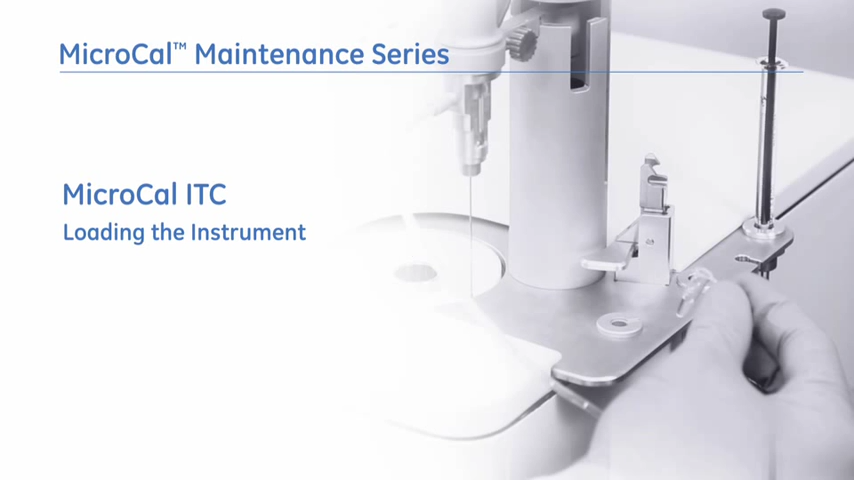 MicroCal™ Maintenance Series
MicroCal ITC
Loading the Instrument